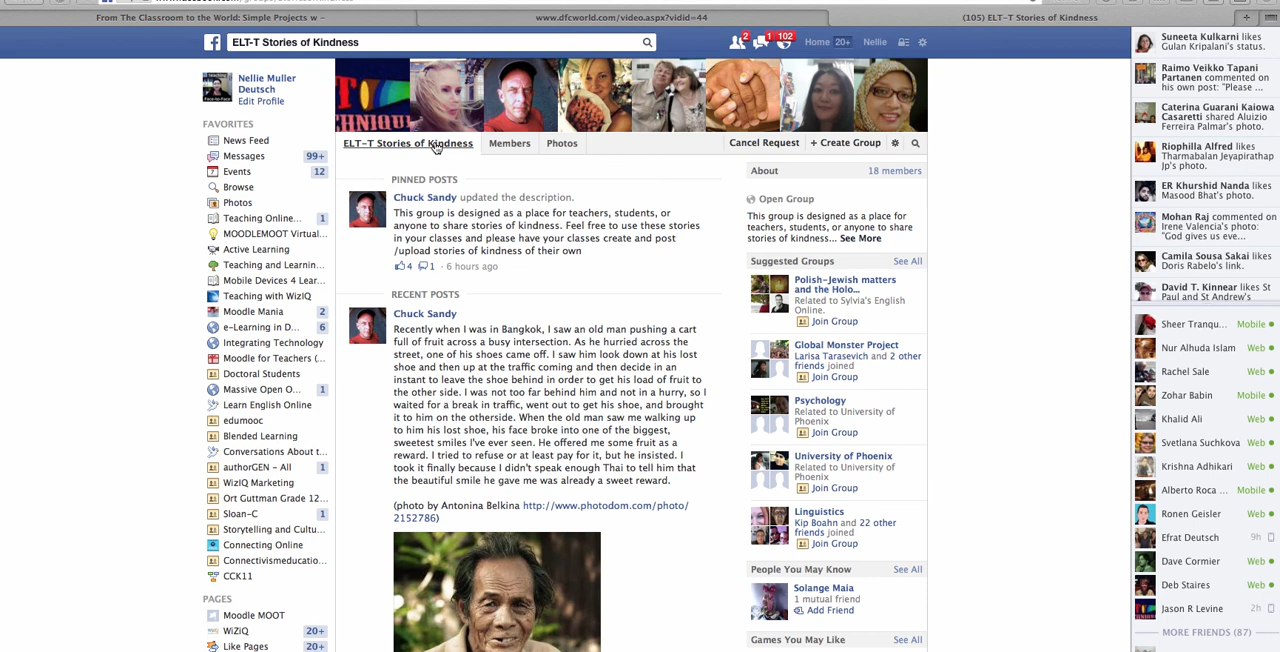 From The Classroom to the World: Simple Projects w –
www.dfcworld.com/video.aspx?vidid=44
(105) ELT-T Stories of Kindness
ELT-T Stories of Kindness
2
1
102
Home 20+
Nellie
Nellie Muller
Deutsch
Edit Profile
FAVORITES
News Feed
Messages 99+
Events 12
Browse
Photos
Teaching Online... 1
MOODLEMOOT Virtual...
Active Learning
Teaching and Learnin...
Mobile Devices 4 Lear...
Teaching with WizIQ
Moodle Mania 2
e-Learning in D... 6
Integrating Technology
Moodle for Teachers (...
Doctoral Students
Massive Open O... 1
Learn English Online
edumooc
Blended Learning
Conversations About t...
authorGEN - All 1
WizIQ Marketing
Ort Guttman Grade 12...
Sloan-C 1
Storytelling and Cultu...
Connecting Online
Connectivismeducatio...
CCK11
PAGES
Moodle MOOT
WiZiQ 20+
Like Pages 20+
ELT-T Stories of Kindness
Members
Photos
Cancel Request
+ Create Group
PINNED POSTS
Chuck Sandy updated the description.
This group is designed as a place for teachers, students, or
anyone to share stories of kindness. Feel free to use these stories
in your classes and please have your classes create and post
/upload stories of kindness of their own
4 1 · 6 hours ago
RECENT POSTS
Chuck Sandy
Recently when I was in Bangkok, I saw an old man pushing a cart
full of fruit across a busy intersection. As he hurried across the
street, one of his shoes came off. I saw him look down at his lost
shoe and then up at the traffic coming and then decide in an
instant to leave the shoe behind in order to get his load of fruit to
the other side. I was not too far behind him and not in a hurry, so I
waited for a break in traffic, went out to get his shoe, and brought
it to him on the otherside. When the old man saw me walking up
to him his lost shoe, his face broke into one of the biggest,
sweetest smiles I've ever seen. He offered me some fruit as a
reward. I tried to refuse or at least pay for it, but he insisted. I
took it finally because I didn't speak enough Thai to tell him that
the beautiful smile he gave me was already a sweet reward.
(photo by Antonina Belkina http://www.photodom.com/photo/
2152786)
About
18 members
Open Group
This group is designed as a place for
teachers, students, or anyone to share
stories of kindness... See More
Suggested Groups
See All
Polish-Jewish matters
and the Holo...
Related to Sylvia's English
Online.
Join Group
Global Monster Project
Larisa Tarasevich and 2 other
friends joined
Join Group
Psychology
Related to University of
Phoenix
Join Group
University of Phoenix
Related to University of
Phoenix
Join Group
Linguistics
Kip Boahn and 22 other
friends joined
Join Group
People You May Know
See All
Solange Maia
1 mutual friend
Add Friend
Games You May Like
See All
Suneeta Kulkarni likes
Gulan Kripalani's status.
Raimo Veikko Tapani
Partanen commented on
his own post: "Please ...
Caterina Guarani Kaiowa
Casaretti shared Aluizio
Ferreira Palmar's photo.
Riophilla Alfred likes
Tharmabalan Jeyapirathap
Jp's photo.
ER Khurshid Nanda likes
Masood Bhat's photo.
Mohan Raj commented on
Irene Valencia's photo:
"God gives us eve...
Camila Sousa Sakai likes
Doris Rabelo's link.
David T. Kinnear likes St
Paul and St Andrew's
Sheer Tranqu... Mobile
Nur Alhuda Islam Web
Rachel Sale Web
Zohar Babin Mobile
Khalid Ali Web
Svetlana Suchkova Web
Krishna Adhikari Web
Alberto Roca ... Mobile
Ronen Geisler Web
Efrat Deutsch 9h
Dave Cormier Web
Deb Staires Web
Jason R Levine 2h
MORE FRIENDS (87)